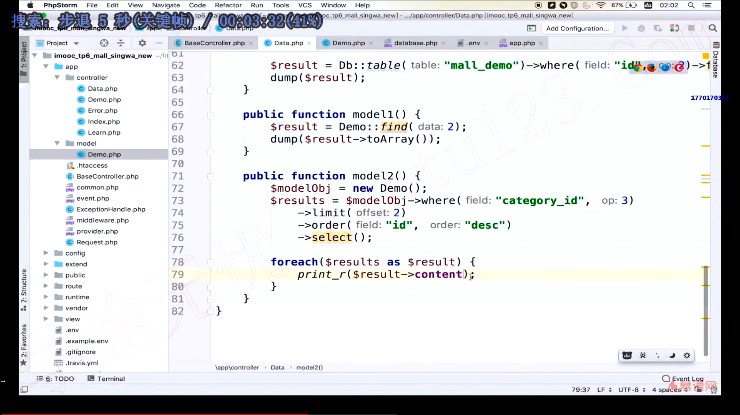 PhpStorm File Edit View Navigate Code Refactor Run Tools VCS Window Help 67% 02:02
搜索: 步退 5 秒(关键帧) 00:03:32(41%)
imooc_tp6_mall_singwa_new
.../app/controller/Data.php
Add Configuration...
Project
BaseController.php Data.php Demo.php database.php .env app.php
imooc_tp6_mall_singwa_new
app
controller
Data.php
Demo.php
Error.php
Index.php
Learn.php
model
Demo.php
.htaccess
BaseController.php
common.php
event.php
ExceptionHandle.php
middleware.php
provider.php
Request.php
config
extend
public
route
runtime
vendor
view
.env
.example.env
.gitignore
.travis.yml
1: Project
7: Structure
2: Favorites
Database
61
62 $result = Db::table( "mall_demo")->where( field: "id",
63 dump($result);
64 }
65
66 public function model1() {
67 $result = Demo::find( data: 2);
68 dump($result->toArray());
69 }
70
71 public function model2() {
72 $modelObj = new Demo();
73 $results = $modelObj->where( field: "category_id", op: 3)
74 ->limit( offset: 2)
75 ->order( field: "id", order: "desc")
76 ->select();
77
78 foreach($results as $result) {
79 print_r($result->content);
80 }
81 }
82 }
\app\controller Data model2()
6: TODO Terminal Event Log
79:37 LF UTF-8 4 spaces